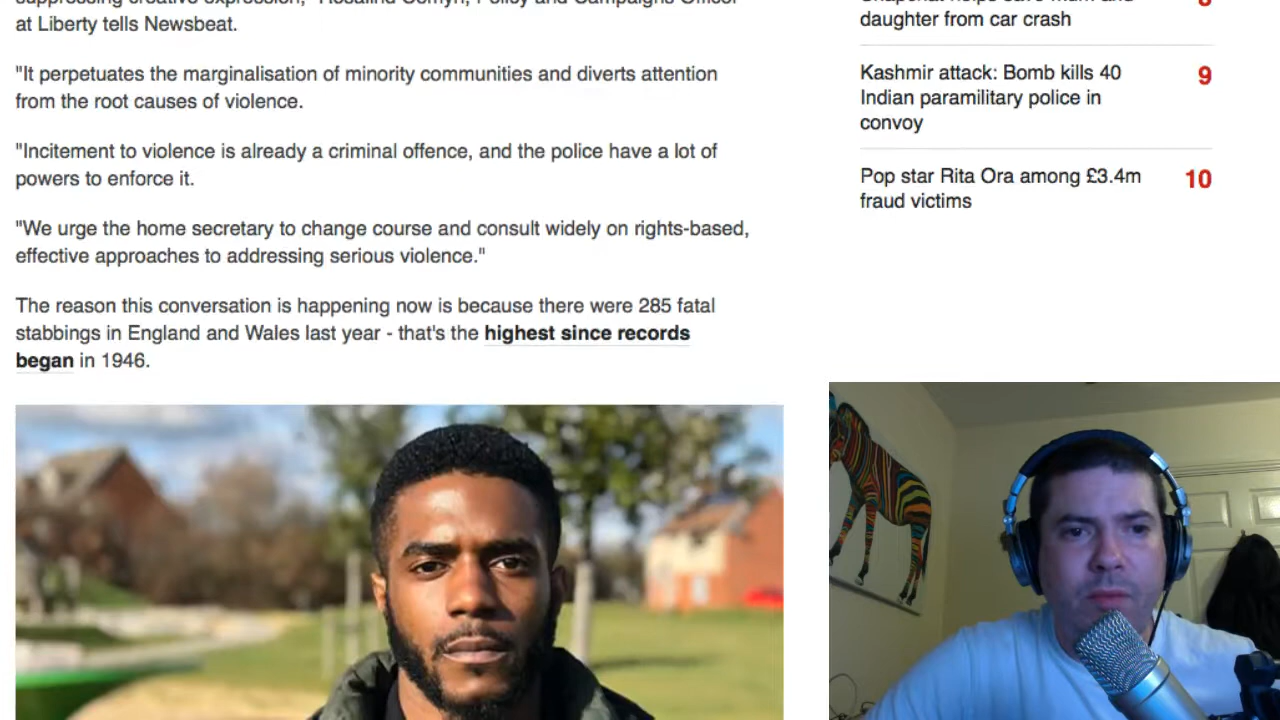 at Liberty tells Newsbeat.
"It perpetuates the marginalisation of minority communities and diverts attention
from the root causes of violence.
"Incitement to violence is already a criminal offence, and the police have a lot of
powers to enforce it.
"We urge the home secretary to change course and consult widely on rights-based,
effective approaches to addressing serious violence."
The reason this conversation is happening now is because there were 285 fatal
stabbings in England and Wales last year - that's the highest since records
began in 1946.
daughter from car crash
Kashmir attack: Bomb kills 40 9
Indian paramilitary police in
convoy
Pop star Rita Ora among £3.4m 10
fraud victims